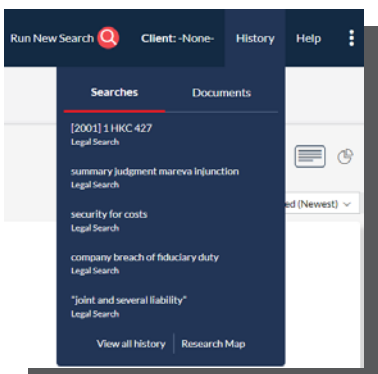 Run New Search Client: -None- History Help
Searches Documents
[2001] 1 HKC 427
Legal Search
summary judgment mareva injunction
Legal Search
ed (Newest)
security for costs
Legal Search
company breach of fiduciary duty
Legal Search
"joint and several liability"
Legal Search
View all history Research Map